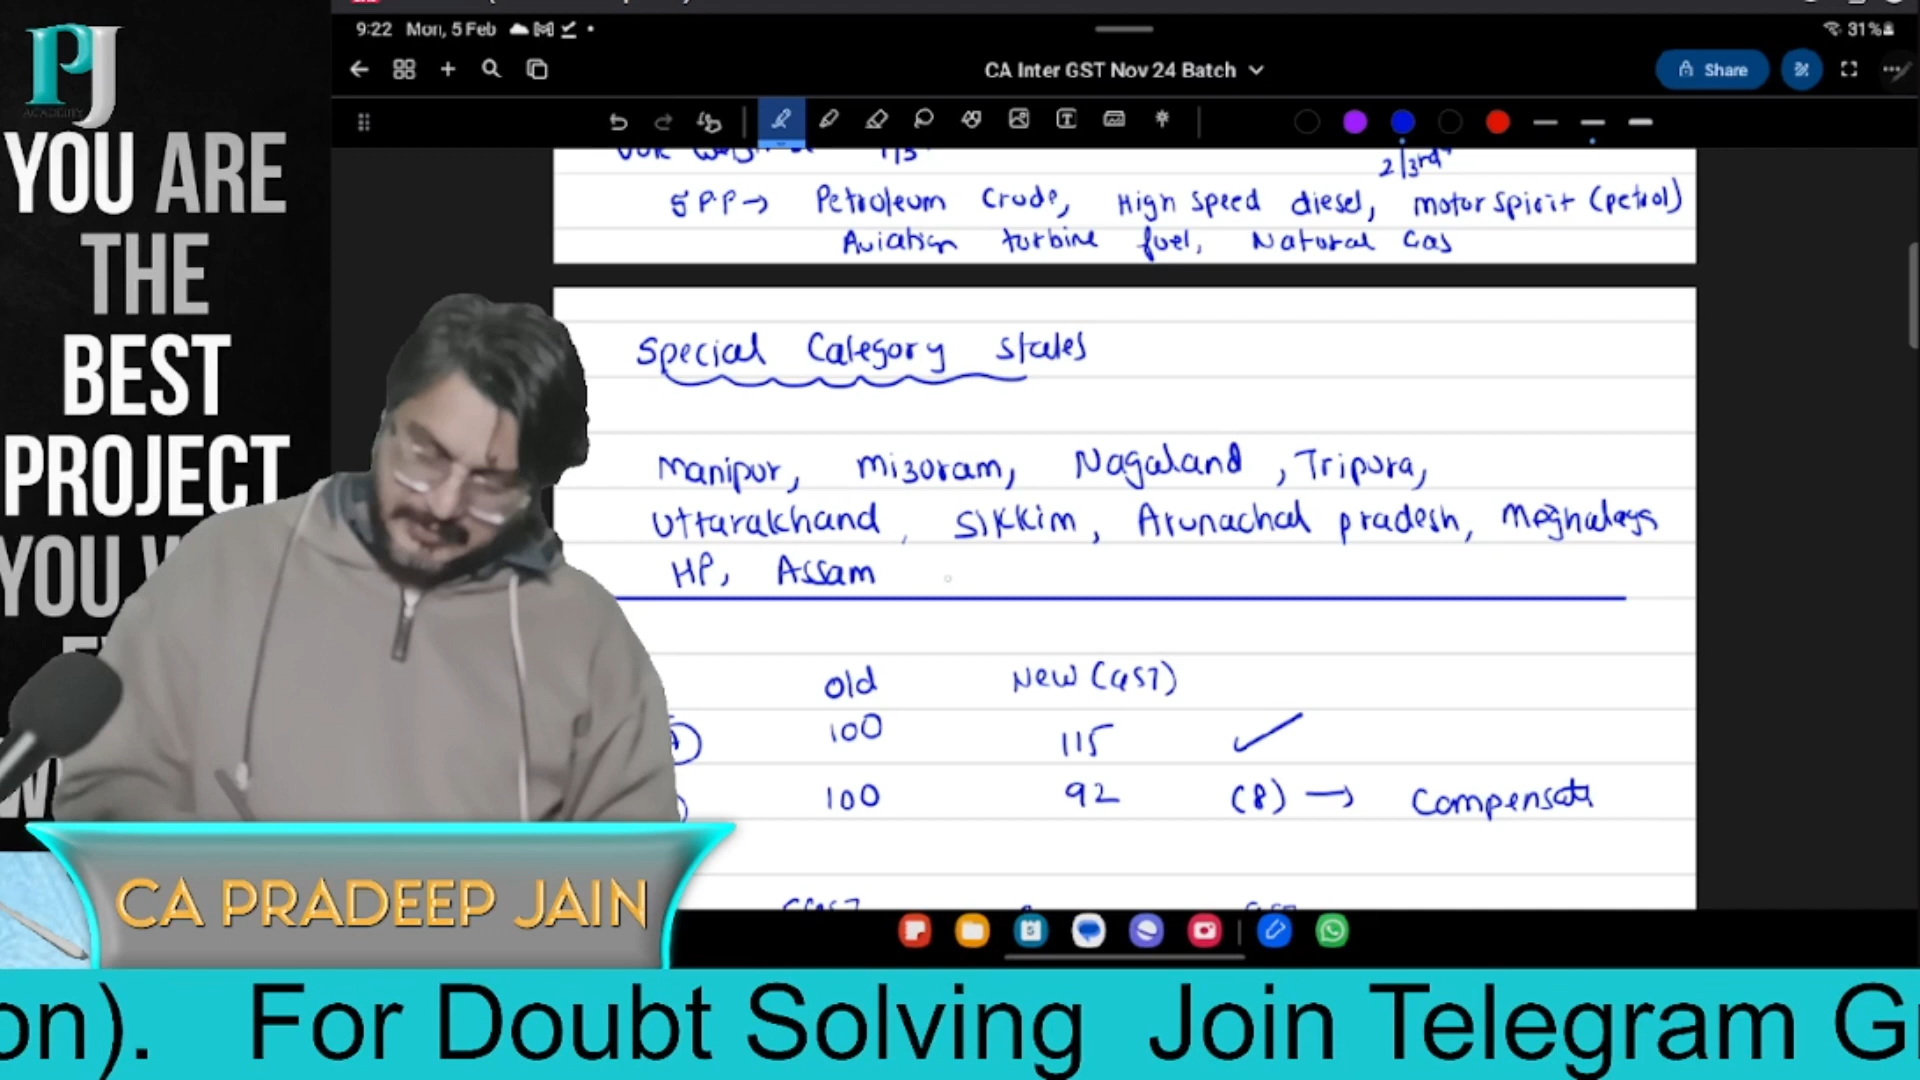 PJ
ACADEMY
YOU ARE
THE
BEST
PROJECT
9:22 Mon, 5 Feb
31%
CA Inter GST Nov 24 Batch
Share
2/3rd
5 PP → Petroleum Crude, High Speed diesel, motor spirit (petrol)
Aviation turbine fuel, Natural Gas
Special Category States
Manipur, Mizoram, Nagaland, Tripura,
Uttarakhand, Sikkim, Arunachal pradesh, Meghalaya
HP, Assam
Old New (GST)
100 115 ✓
100 92 (8) → Compensate
CA PRADEEP JAIN
on). For Doubt Solving Join Telegram G